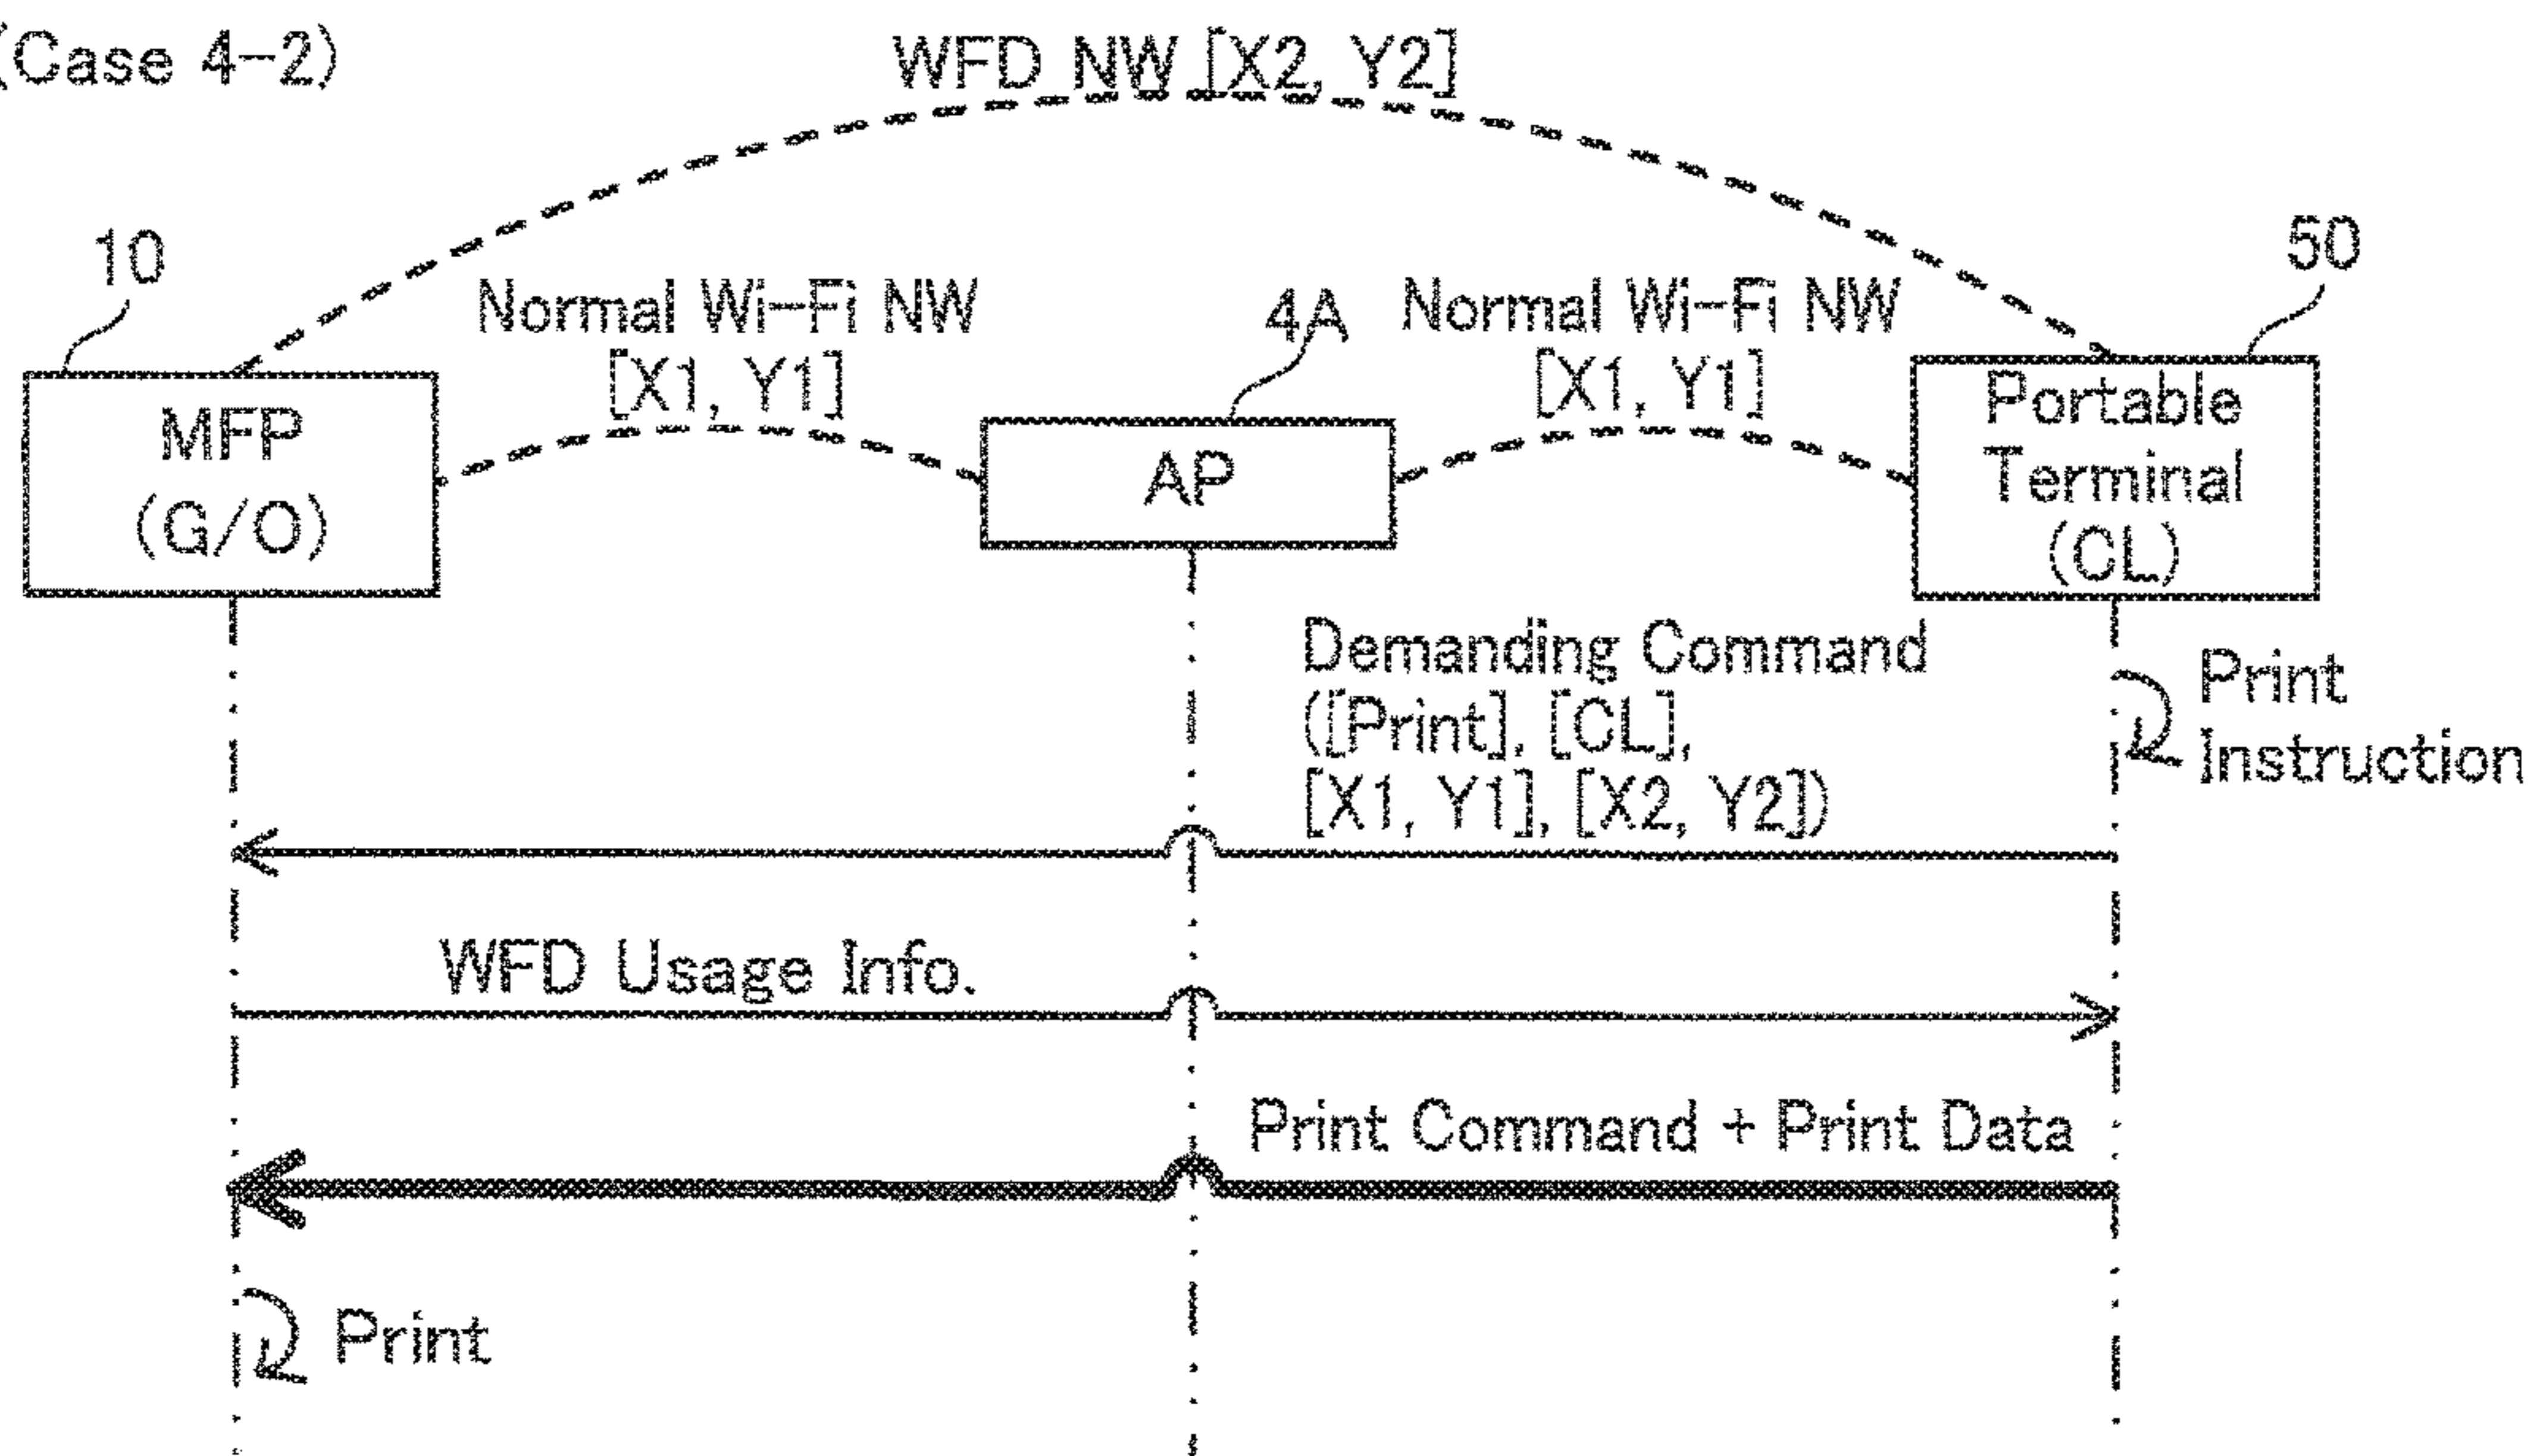 (Case 4-2)
WFD NW [X2, Y2]
10
Normal Wi-Fi NW
[X1, Y1]
4A
Normal Wi-Fi NW
[X1, Y1]
50
MFP
(G/O)
AP
Portable
Terminal
(CL)
Demanding Command
([Print], [CL],
[X1, Y1], [X2, Y2])
Print
Instruction
WFD Usage Info.
Print Command + Print Data
Print